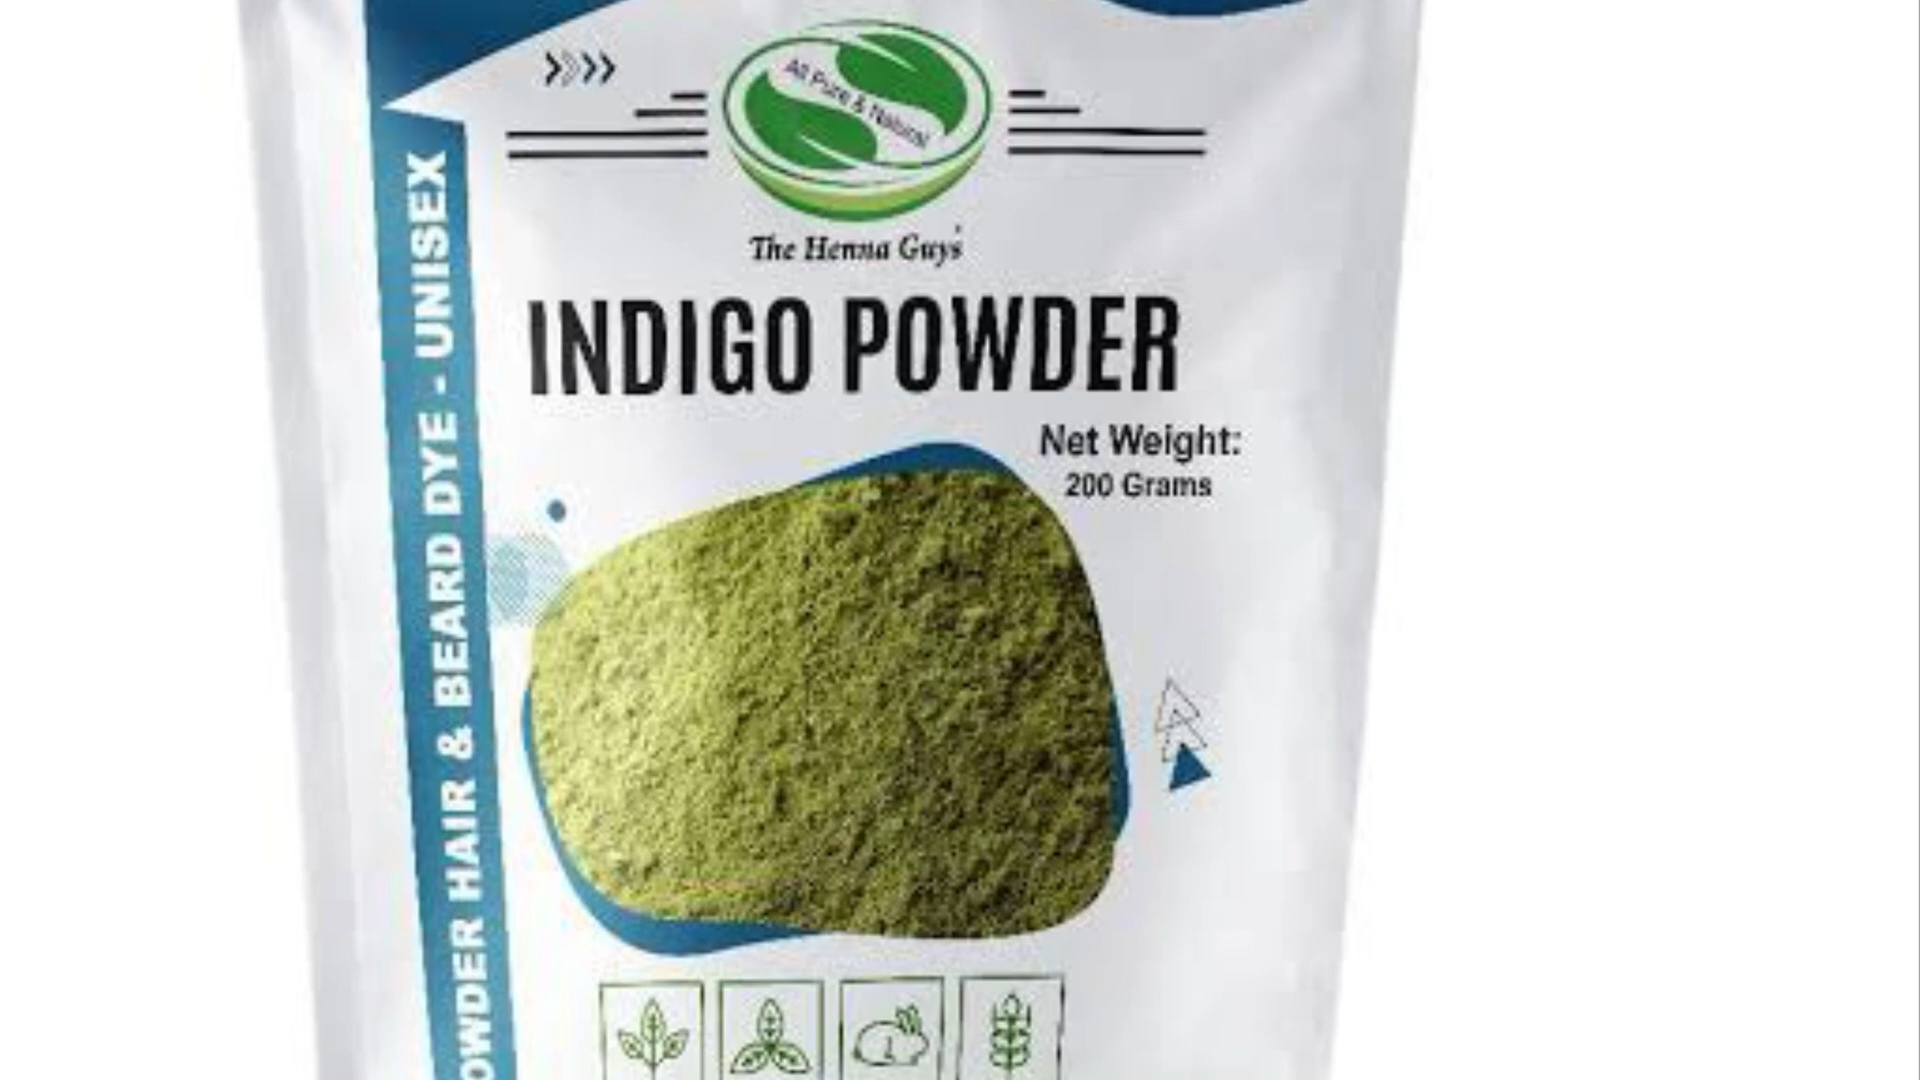 All Pure & Natural
The Henna Guys
INDIGO POWDER
Net Weight:
200 Grams
OWDER HAIR & BEARD DYE - UNISEX